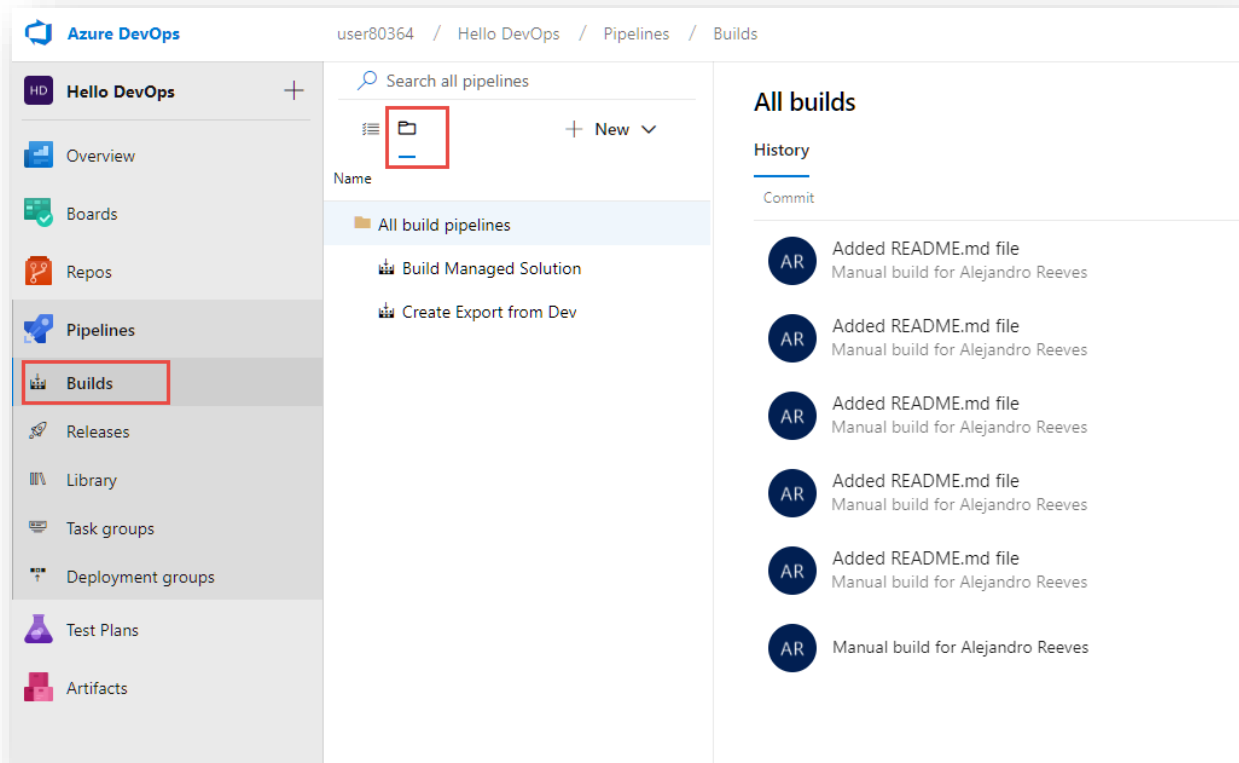 Azure DevOps
user80364 / Hello DevOps / Pipelines / Builds
HD Hello DevOps
Overview
Boards
Repos
Pipelines
Builds
Releases
Library
Task groups
Deployment groups
Test Plans
Artifacts
Search all pipelines
+ New
Name
All build pipelines
Build Managed Solution
Create Export from Dev
All builds
History
Commit
AR
Added README.md file
Manual build for Alejandro Reeves
AR
Added README.md file
Manual build for Alejandro Reeves
AR
Added README.md file
Manual build for Alejandro Reeves
AR
Added README.md file
Manual build for Alejandro Reeves
AR
Added README.md file
Manual build for Alejandro Reeves
AR
Manual build for Alejandro Reeves